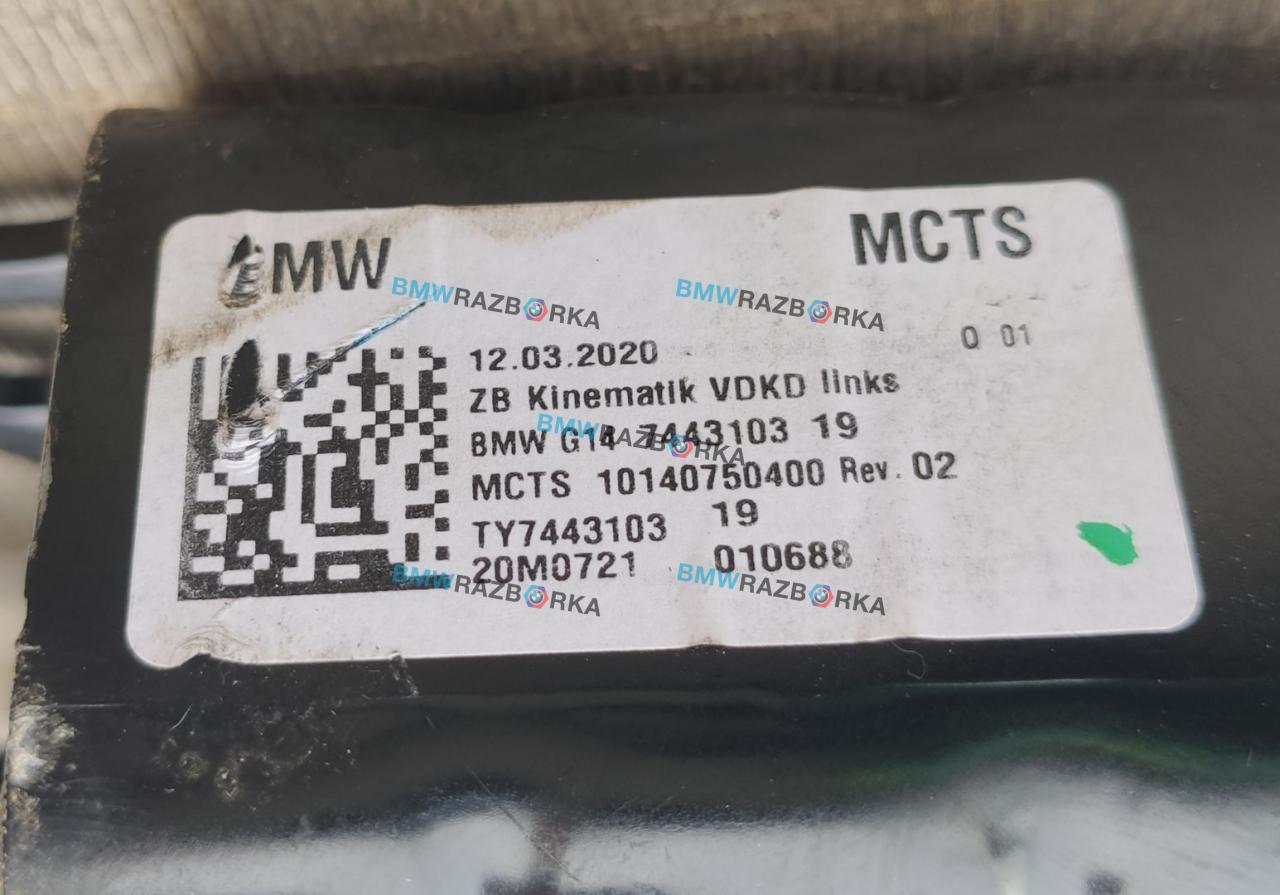 BMW
MCTS
Q 01
12.03.2020
ZB Kinematik VDKD links
BMW G14 7443103 19
MCTS 10140750400 Rev. 02
TY7443103 19
20M0721 010688
BMWRAZBORKA
BMWRAZBORKA
BMWRAZBORKA
BMWRAZBORKA
BMWRAZBORKA